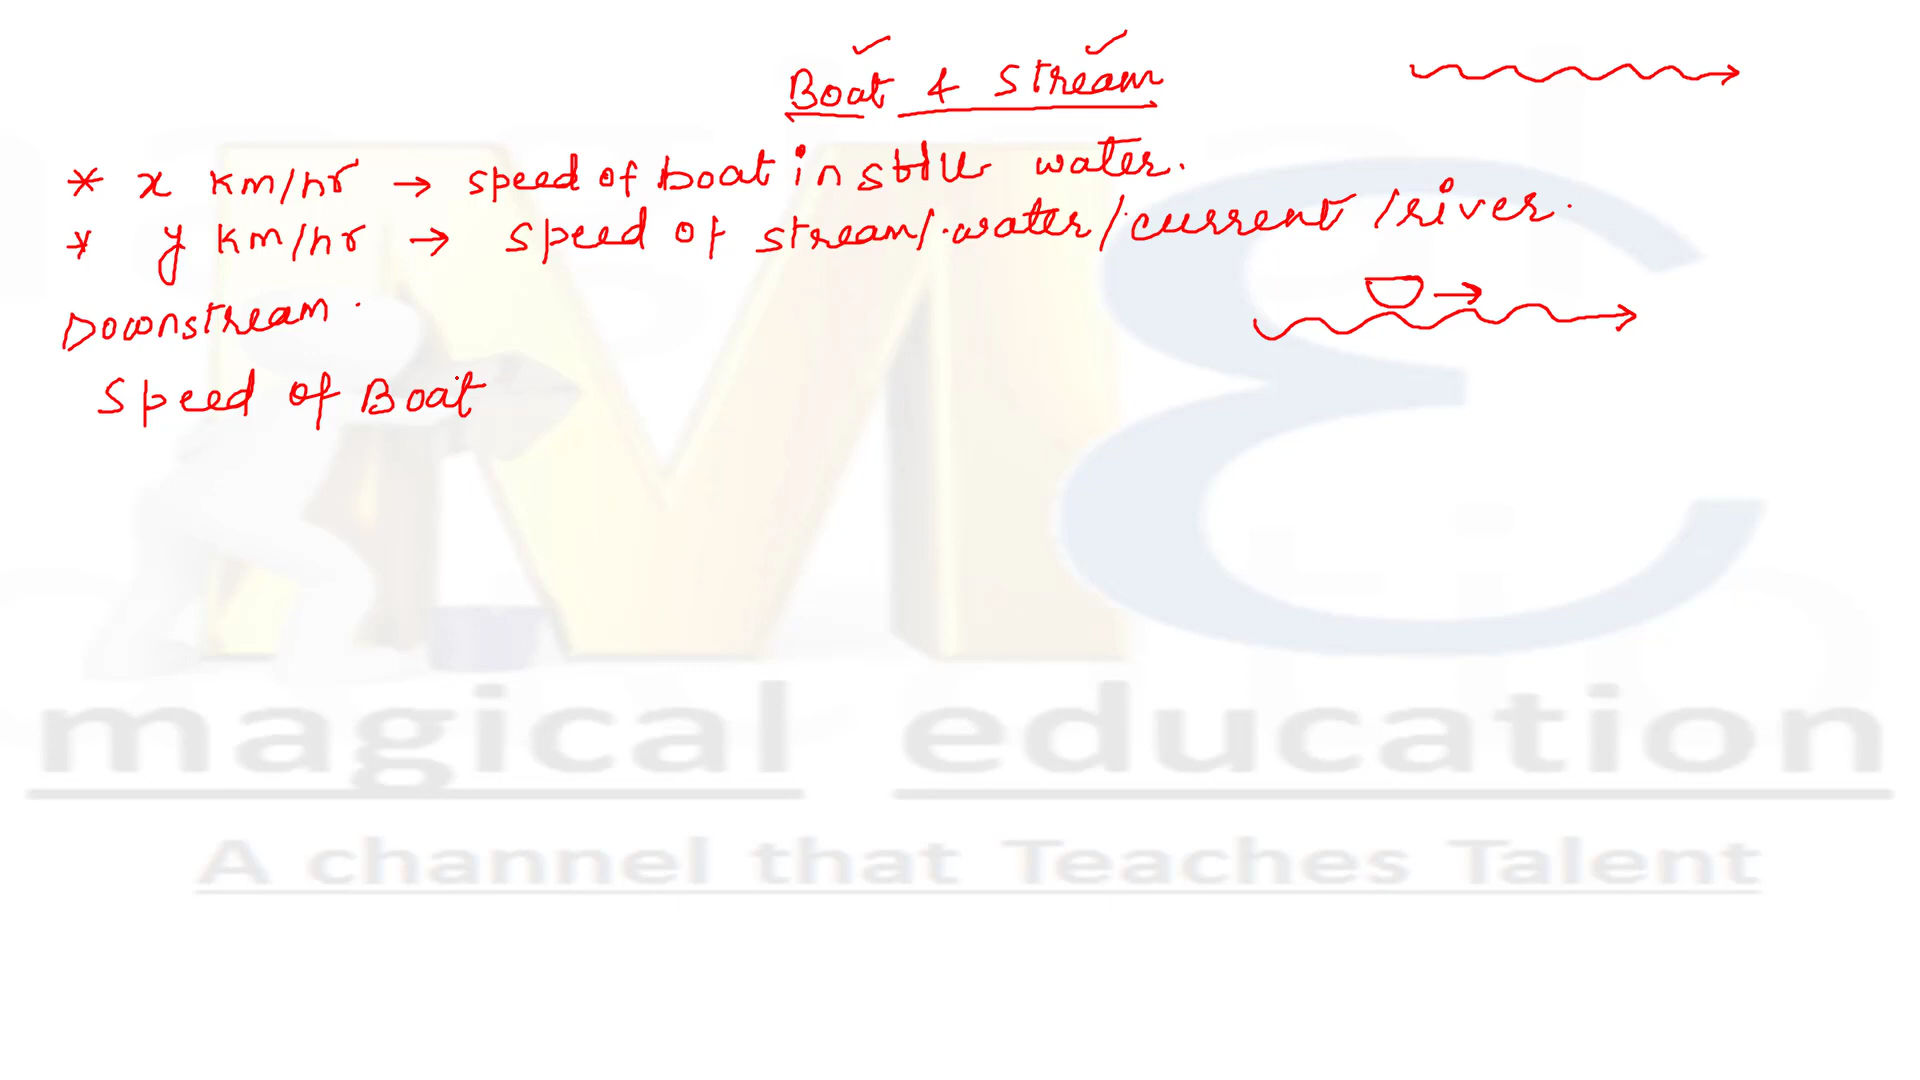 Boat & Stream
* x km/hr → speed of boat in still water.
* y km/hr → speed of stream/water/current/river.
Downstream.
Speed of Boat
magical education
A channel that Teaches Talent